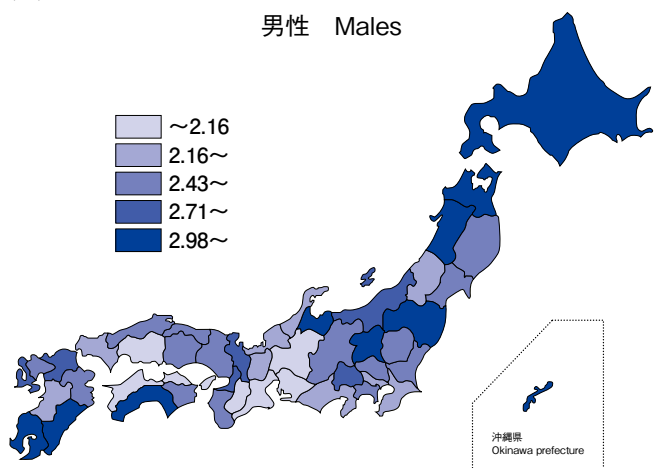 男性　Males
～2.16
2.16～
2.43～
2.71～
2.98～
沖縄県
Okinawa prefecture